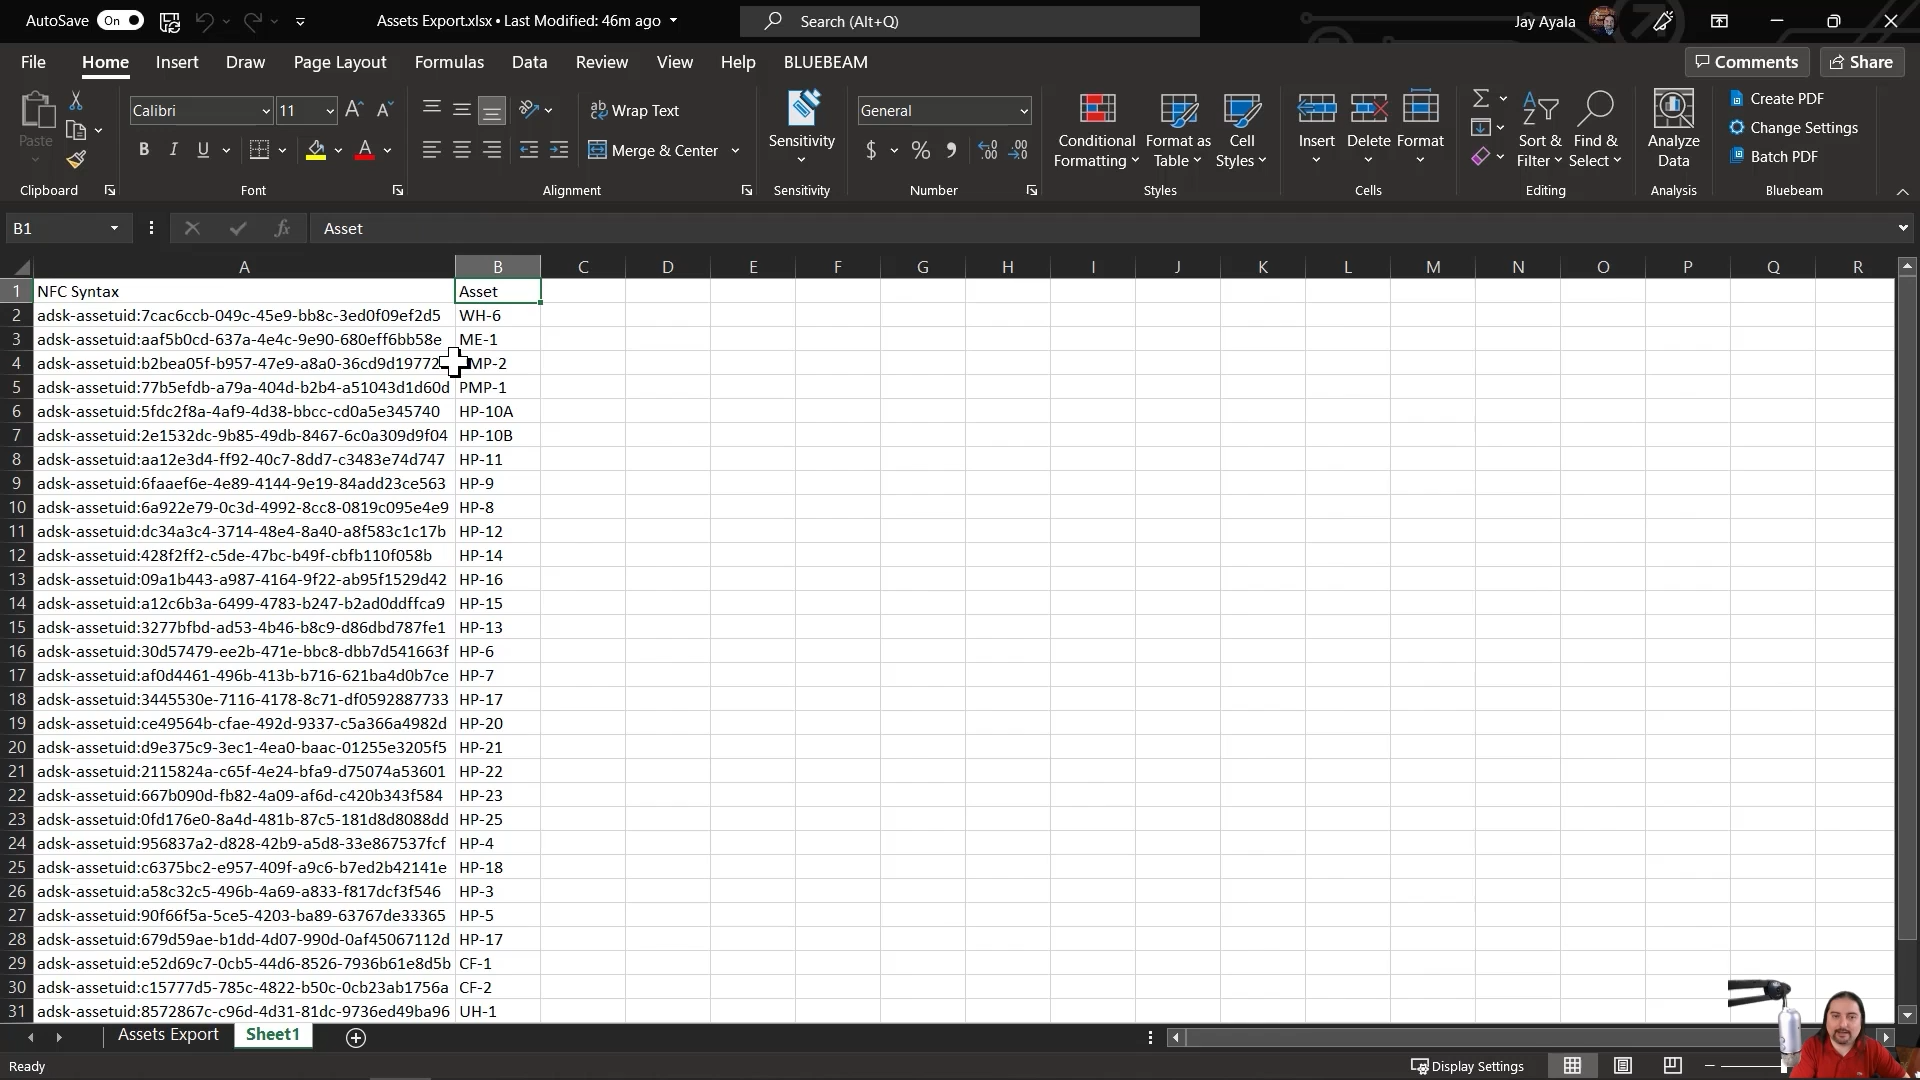 AutoSave On Assets Export.xlsx • Last Modified: 46m ago Search (Alt+Q) Jay Ayala
File Home Insert Draw Page Layout Formulas Data Review View Help BLUEBEAM Comments Share
Paste Calibri 11 Wrap Text Merge & Center Sensitivity General Conditional Formatting Format as Table Cell Styles Insert Delete Format Sort & Filter Find & Select Analyze Data Create PDF Change Settings Batch PDF
Clipboard Font Alignment Sensitivity Number Styles Cells Editing Analysis Bluebeam
B1 fx Asset
A B C D E F G H I J K L M N O P Q R
1 NFC Syntax Asset
2 adsk-assetuid:7cac6ccb-049c-45e9-bb8c-3ed0f09ef2d5 WH-6
3 adsk-assetuid:aaf5b0cd-637a-4e4c-9e90-680eff6bb58e ME-1
4 adsk-assetuid:b2bea05f-b957-47e9-a8a0-36cd9d19772 MP-2
5 adsk-assetuid:77b5efdb-a79a-404d-b2b4-a51043d1d60d PMP-1
6 adsk-assetuid:5fdc2f8a-4af9-4d38-bbcc-cd0a5e345740 HP-10A
7 adsk-assetuid:2e1532dc-9b85-49db-8467-6c0a309d9f04 HP-10B
8 adsk-assetuid:aa12e3d4-ff92-40c7-8dd7-c3483e74d747 HP-11
9 adsk-assetuid:6faaef6e-4e89-4144-9e19-84add23ce563 HP-9
10 adsk-assetuid:6a922e79-0c3d-4992-8cc8-0819c095e4e9 HP-8
11 adsk-assetuid:dc34a3c4-3714-48e4-8a40-a8f583c1c17b HP-12
12 adsk-assetuid:428f2ff2-c5de-47bc-b49f-cbfb110f058b HP-14
13 adsk-assetuid:09a1b443-a987-4164-9f22-ab95f1529d42 HP-16
14 adsk-assetuid:a12c6b3a-6499-4783-b247-b2ad0ddffca9 HP-15
15 adsk-assetuid:3277bfbd-ad53-4b46-b8c9-d86dbd787fe1 HP-13
16 adsk-assetuid:30d57479-ee2b-471e-bbc8-dbb7d541663f HP-6
17 adsk-assetuid:af0d4461-496b-413b-b716-621ba4d0b7ce HP-7
18 adsk-assetuid:3445530e-7116-4178-8c71-df0592887733 HP-17
19 adsk-assetuid:ce49564b-cfae-492d-9337-c5a366a4982d HP-20
20 adsk-assetuid:d9e375c9-3ec1-4ea0-baac-01255e3205f5 HP-21
21 adsk-assetuid:2115824a-c65f-4e24-bfa9-d75074a53601 HP-22
22 adsk-assetuid:667b090d-fb82-4a09-af6d-c420b343f584 HP-23
23 adsk-assetuid:0fd176e0-8a4d-481b-87c5-181d8d8088dd HP-25
24 adsk-assetuid:956837a2-d828-42b9-a5d8-33e867537fcf HP-4
25 adsk-assetuid:c6375bc2-e957-409f-a9c6-b7ed2b42141e HP-18
26 adsk-assetuid:a58c32c5-496b-4a69-a833-f817dcf3f546 HP-3
27 adsk-assetuid:90f66f5a-5ce5-4203-ba89-63767de33365 HP-5
28 adsk-assetuid:679d59ae-b1dd-4d07-990d-0af45067112d HP-17
29 adsk-assetuid:e52d69c7-0cb5-44d6-8526-7936b61e8d5b CF-1
30 adsk-assetuid:c15777d5-785c-4822-b50c-0cb23ab1756a CF-2
31 adsk-assetuid:8572867c-c96d-4d31-81dc-9736ed49ba96 UH-1
Assets Export Sheet1
Ready Display Settings